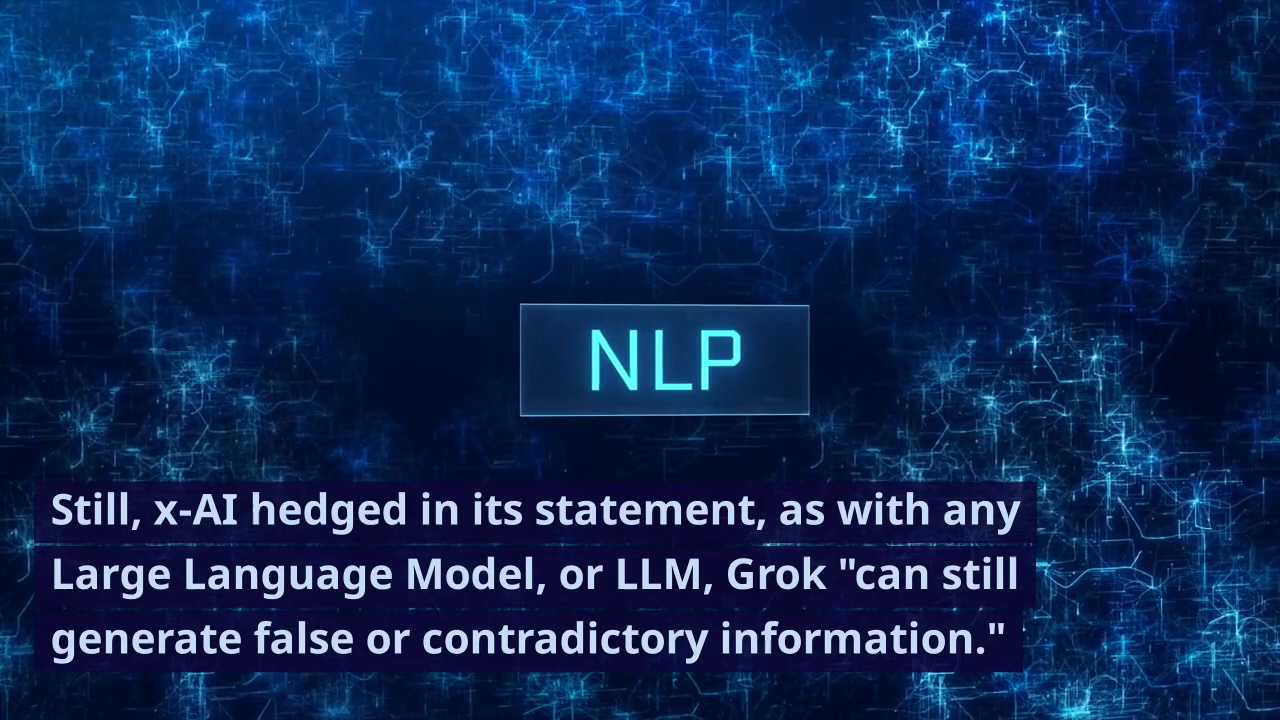 NLP
Still, x-AI hedged in its statement, as with any
Large Language Model, or LLM, Grok "can still
generate false or contradictory information."